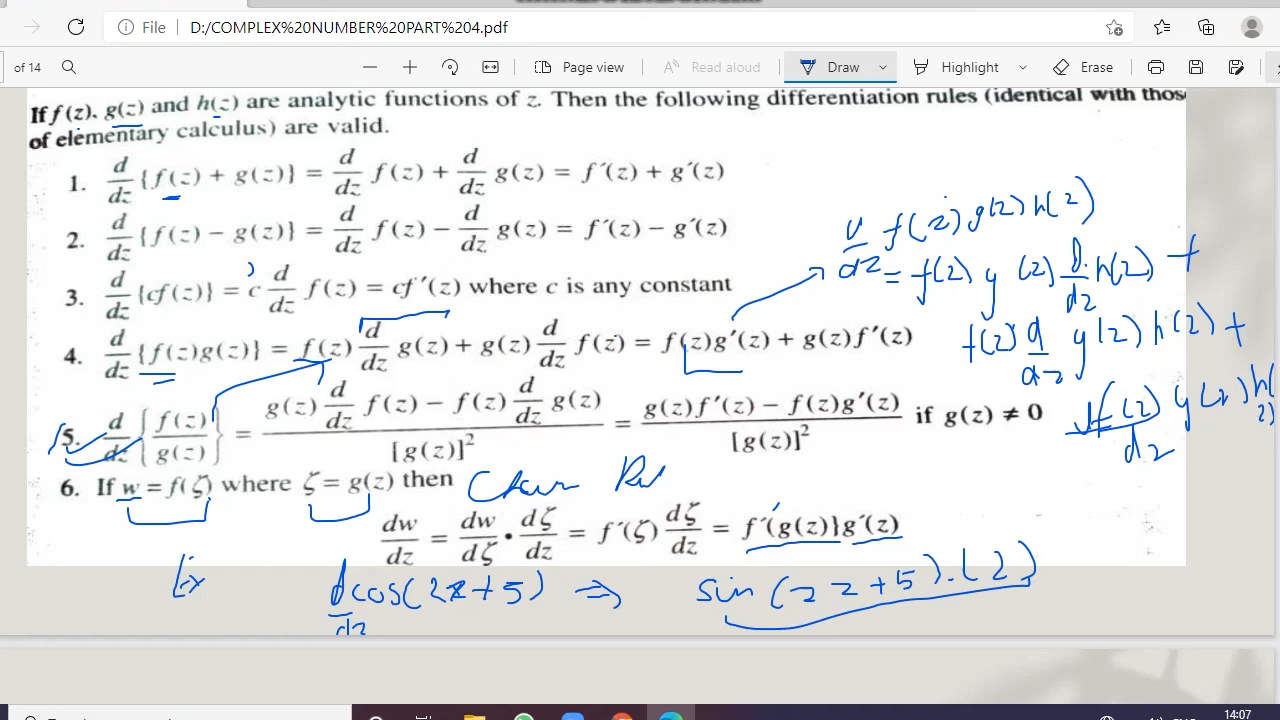 File D:/COMPLEX%20NUMBER%20PART%204.pdf
of 14 Page view Read aloud Draw Highlight Erase
If f(z), g(z) and h(z) are analytic functions of z. Then the following differentiation rules (identical with thos
of elementary calculus) are valid.
1. d/dz {f(z) + g(z)} = d/dz f(z) + d/dz g(z) = f´(z) + g´(z)
2. d/dz {f(z) − g(z)} = d/dz f(z) − d/dz g(z) = f´(z) − g´(z)
3. d/dz {cf(z)} = c d/dz f(z) = cf´(z) where c is any constant
4. d/dz {f(z)g(z)} = f(z) d/dz g(z) + g(z) d/dz f(z) = f(z)g´(z) + g(z)f´(z)
5. d/dz {f(z)/g(z)} = (g(z) d/dz f(z) − f(z) d/dz g(z))/[g(z)]² = (g(z)f´(z) − f(z)g´(z))/[g(z)]² if g(z) ≠ 0
6. If w = f(ζ) where ζ = g(z) then
dw/dz = dw/dζ • dζ/dz = f´(ζ) dζ/dz = f´{g(z)}g´(z)
d/dz f(z) g(z) h(z)
= f(z) g(z) d/dz h(z) +
f(z) d/dz g(z) h(z) +
d f(z)/dz g(z) h(z)
Ex d/dz cos(2z+5) ⇒ sin(2z+5).(2)
14:07